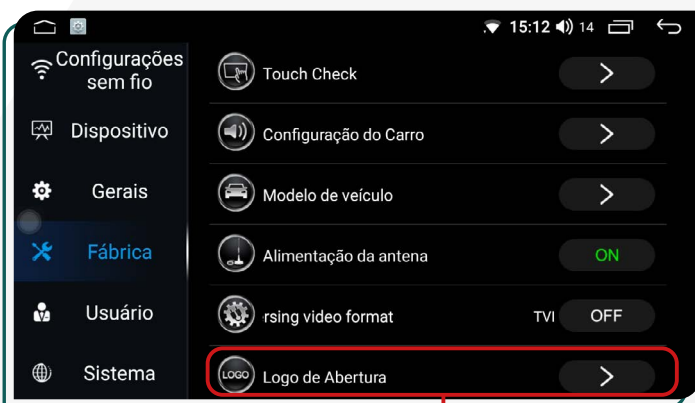 15:12 14
Configurações
sem fio
Dispositivo
Gerais
Fábrica
Usuário
Sistema
Touch Check
Configuração do Carro
Modelo de veículo
Alimentação da antena ON
rsing video format TVI OFF
LOGO Logo de Abertura